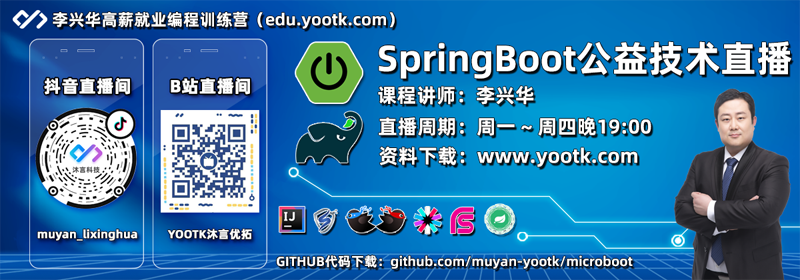 李兴华高薪就业编程训练营（edu.yootk.com）
抖音直播间
沐言科技
muyan_lixinghua
B站直播间
YOOTK沐言优拓
SpringBoot公益技术直播
课程讲师：李兴华
直播周期：周一 ~ 周四晚19:00
资料下载：www.yootk.com
IJ
GITHUB代码下载：github.com/muyan-yootk/microboot